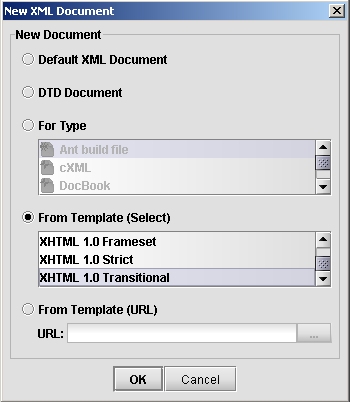 New XML Document
New Document
Default XML Document
DTD Document
For Type
Ant build file
cXML
DocBook
From Template (Select)
XHTML 1.0 Frameset
XHTML 1.0 Strict
XHTML 1.0 Transitional
From Template (URL)
URL: ...
OK Cancel